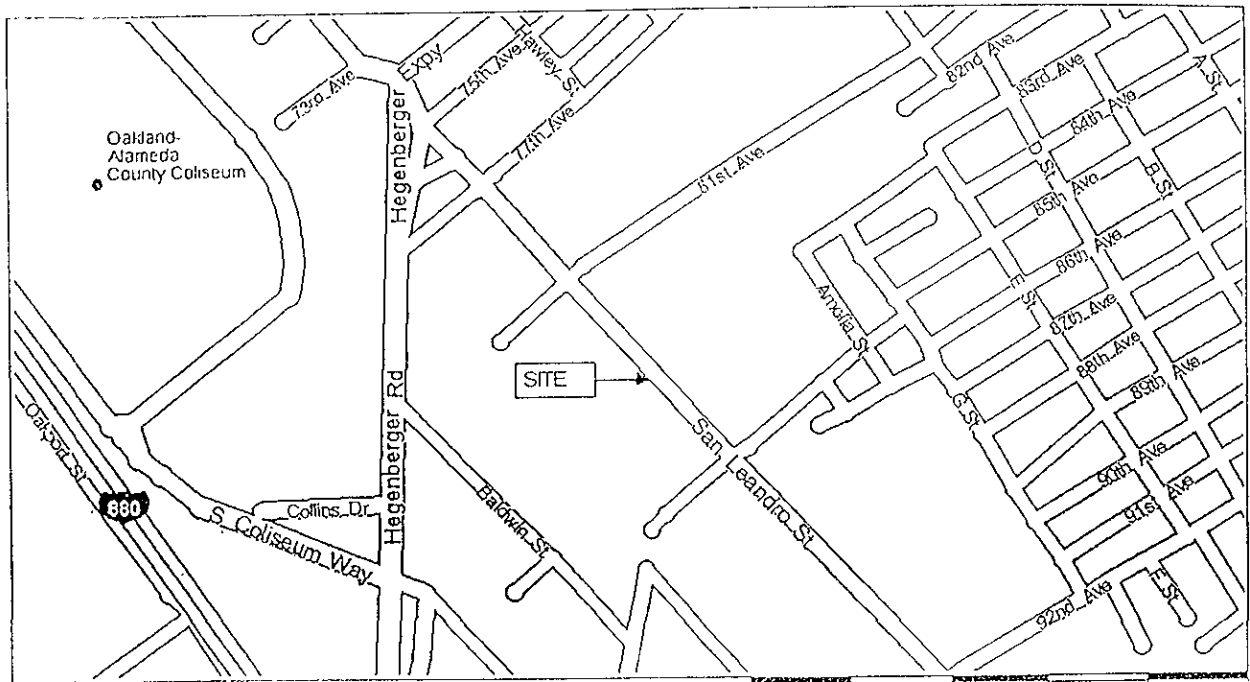 73rd Ave
Hegenberger Expy
75th Ave
Hawley St
77th Ave
82nd Ave
83rd Ave
84th Ave
A St
Oakland-
Alameda
County Coliseum
81st Ave
D St
85th Ave
B St
86th Ave
E St
87th Ave
88th Ave
89th Ave
SITE
Hegenberger Rd
G St
San Leandro St
Oakport St
880
Collins Dr
S Coliseum Way
Baldwin St
90th Ave
91st Ave
92nd Ave